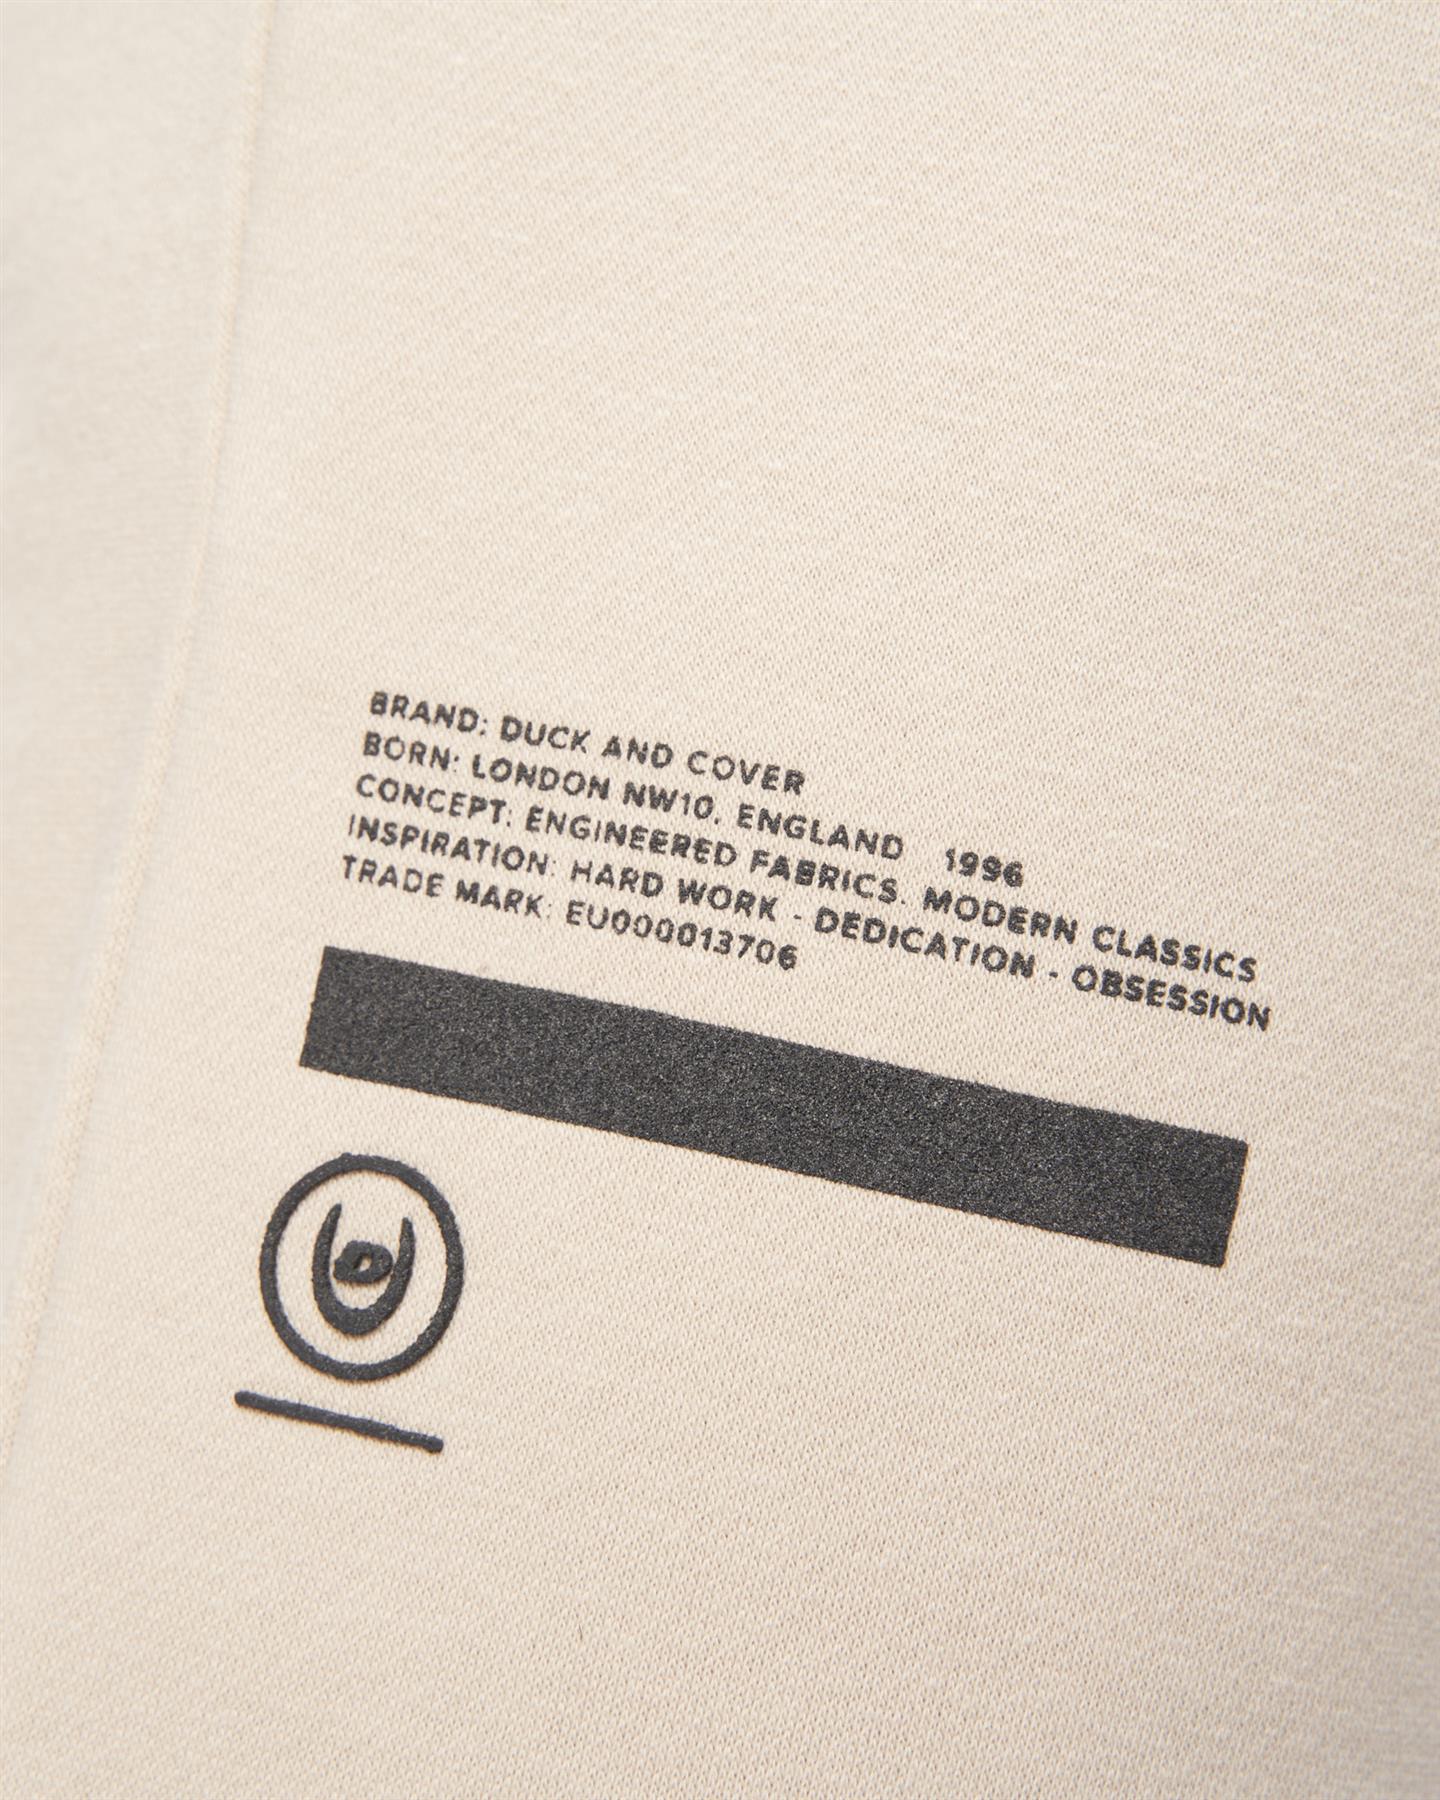 BRAND: DUCK AND COVER
BORN: LONDON NW10, ENGLAND 1996
CONCEPT: ENGINEERED FABRICS. MODERN CLASSICS
INSPIRATION: HARD WORK - DEDICATION - OBSESSION
TRADE MARK: EU000013706